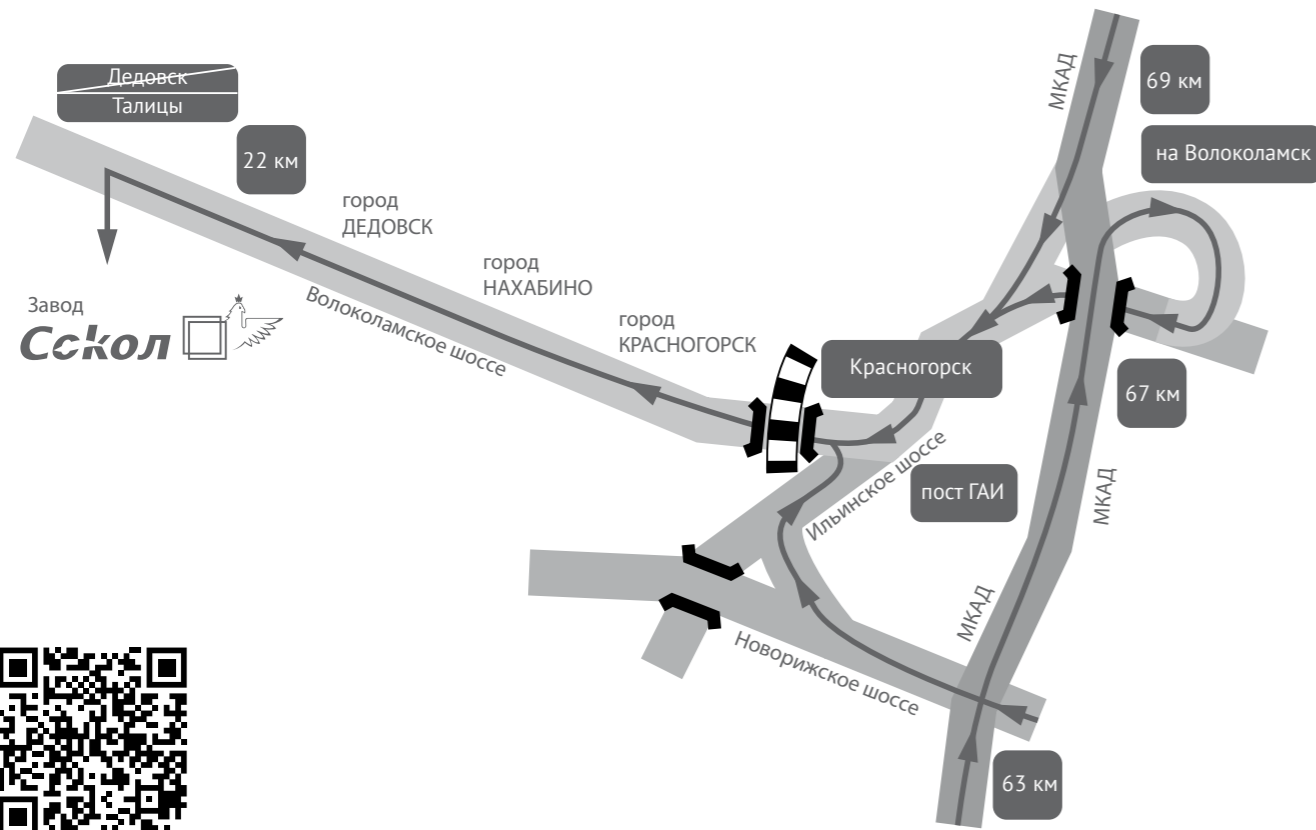 Дедовск
Талицы
22 км
город
ДЕДОВСК
город
НАХАБИНО
город
КРАСНОГОРСК
Волоколамское шоссе
Завод
Сокол
МКАД
69 км
на Волоколамск
Красногорск
67 км
Ильинское шоссе
пост ГАИ
МКАД
МКАД
Новорижское шоссе
63 км